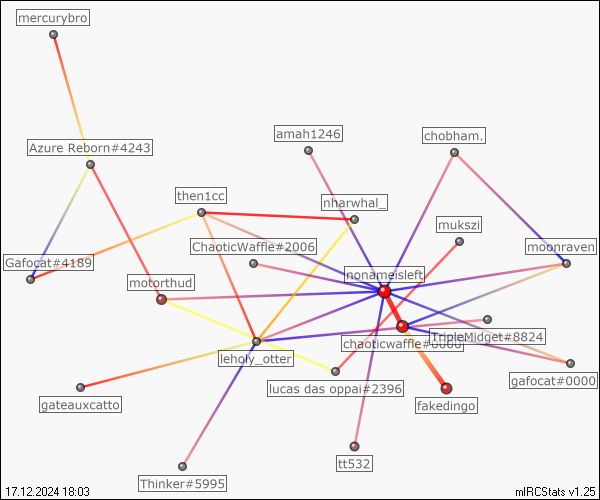 mercurybro
Azure Reborn#4243
amah1246
chobham.
then1cc
nharwhal_
mukszi
ChaoticWaffle#2006
moonraven
Gafocat#4189
nonameisleft
motorthud
chaoticwaffle#0000
TripleMidget#8824
leholy_otter
lucas das oppai#2396
gafocat#0000
gateauxcatto
fakedingo
tt532
Thinker#5995
17.12.2024 18:03
mIRCStats v1.25